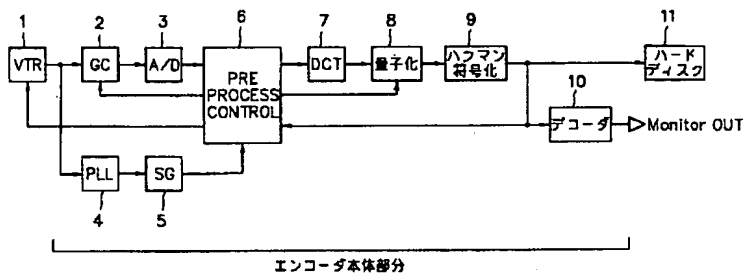 1
2
3
6
7
8
9
11
VTR
GC
A/D
PRE
PROCESS
CONTROL
DCT
量子化
ハフマン
符号化
ハード
ディスク
10
デコーダ
Monitor OUT
PLL
SG
4
5
エンコーダ本体部分